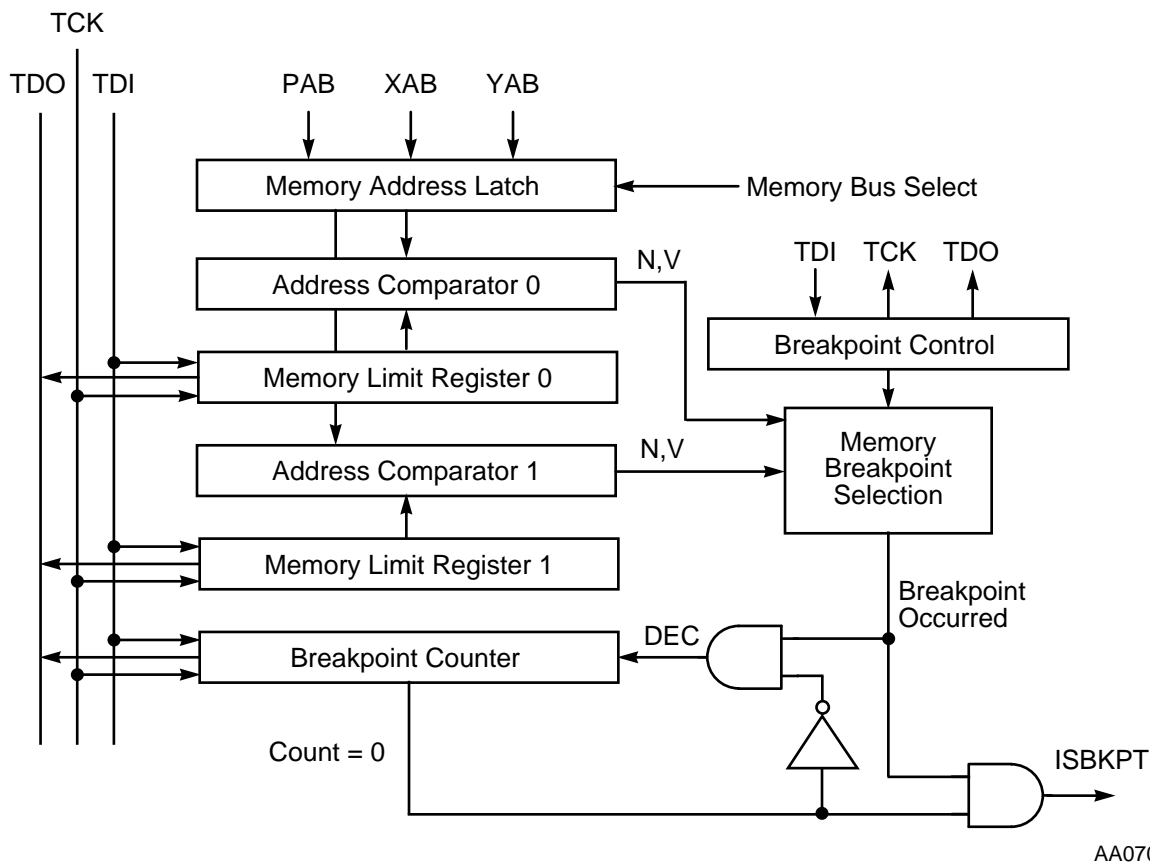 TCK
TDO TDI PAB XAB YAB
Memory Address Latch
Memory Bus Select
N,V
TDI TCK TDO
Address Comparator 0
Breakpoint Control
Memory Limit Register 0
N,V
Memory
Breakpoint
Selection
Address Comparator 1
Memory Limit Register 1
Breakpoint
Occurred
DEC
Breakpoint Counter
Count = 0
ISBKPT
AA070